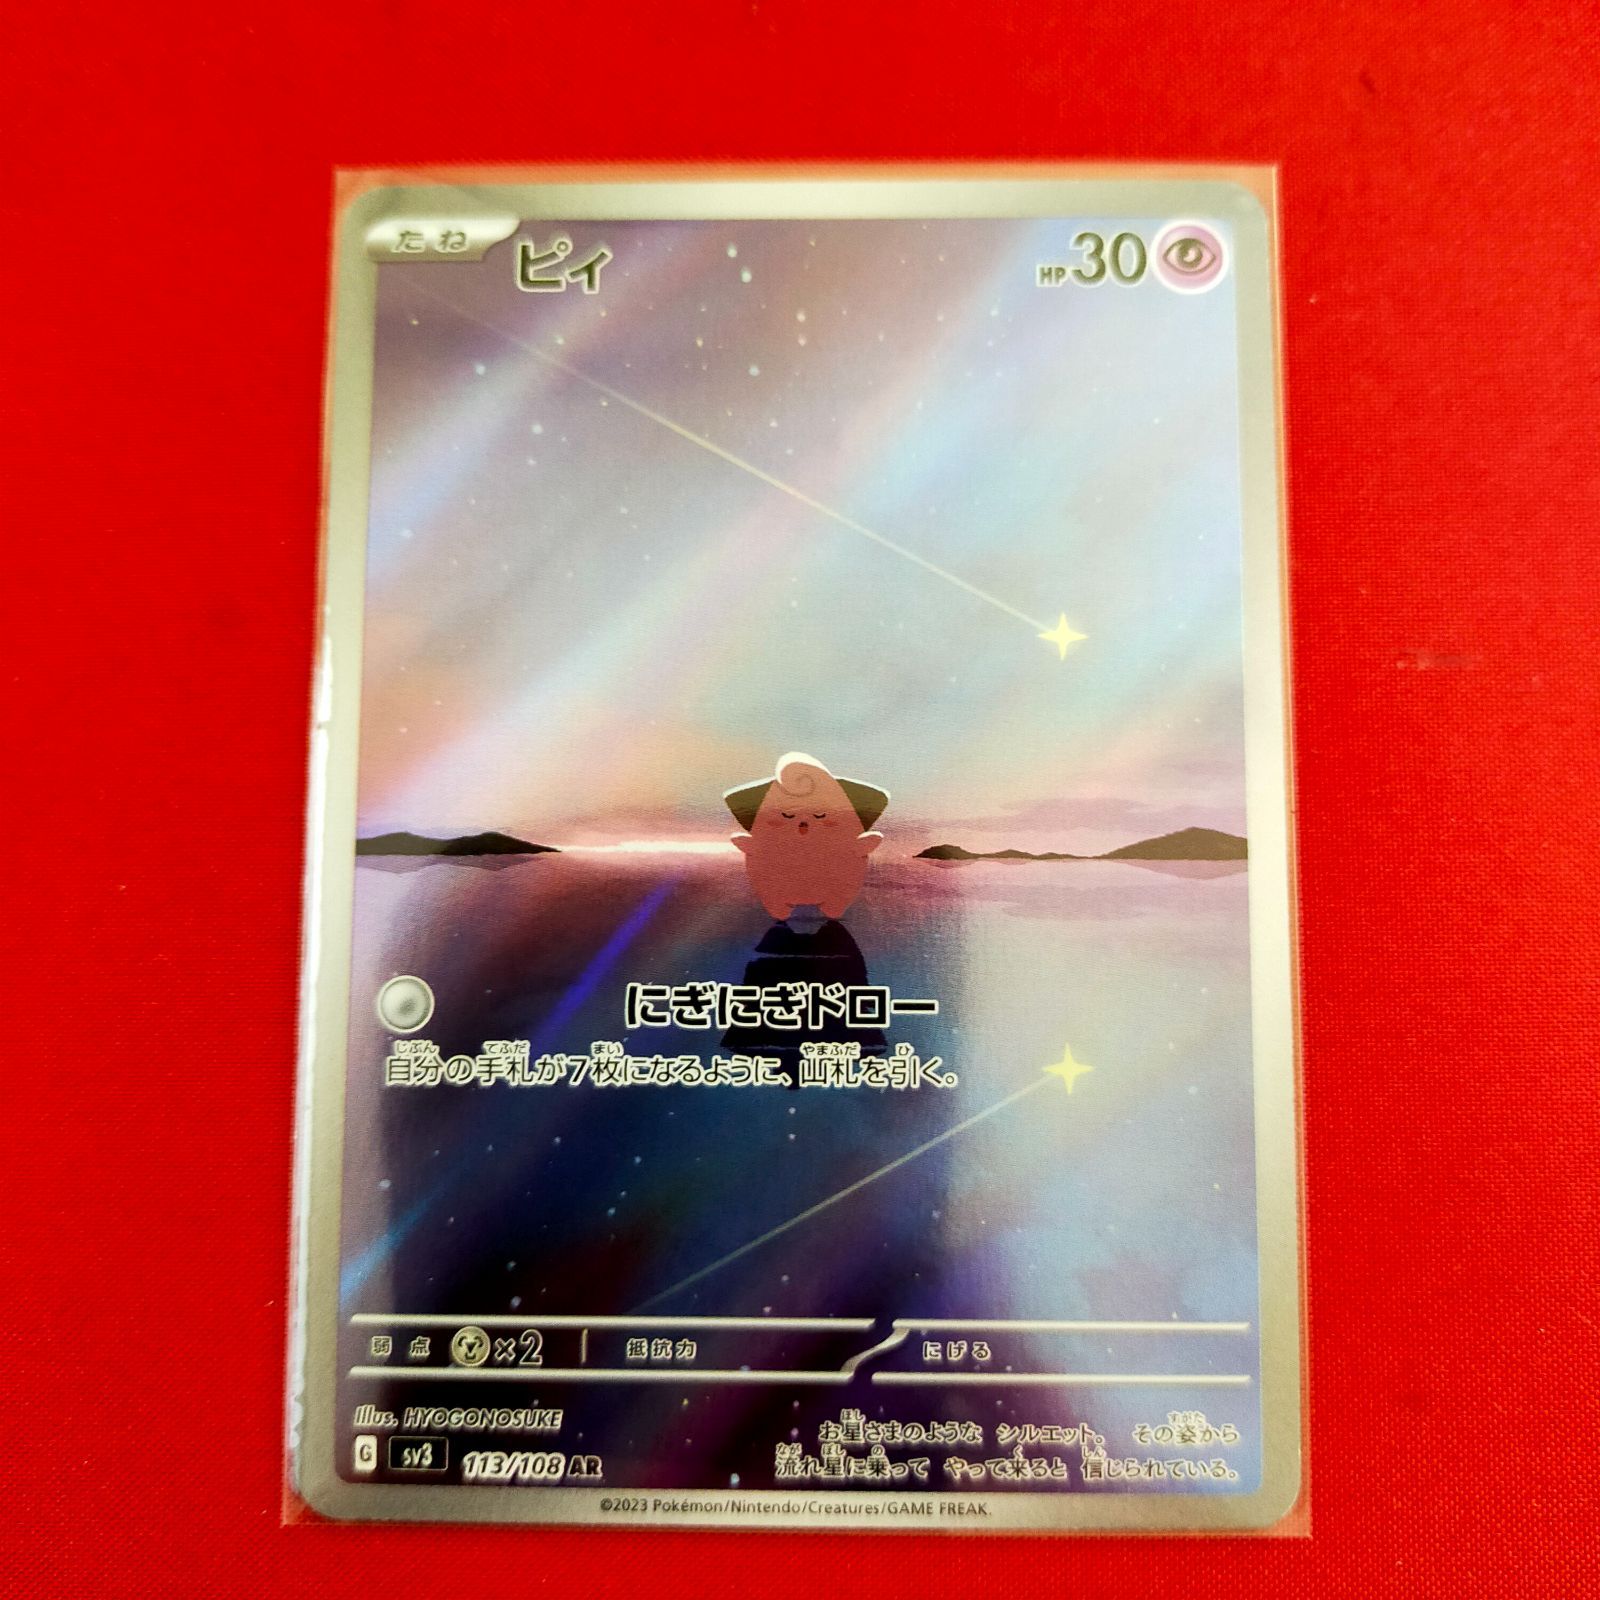 たね ピィ HP30
にぎにぎドロー
自分の手札が7枚になるように、山札を引く。
弱点 ×2 抵抗力 にげる
illus. HYOGONOSUKE
お星さまのような シルエット。 その姿から
流れ星に乗って やって来ると 信じられている。
G sv3 113/108 AR
©2023 Pokémon/Nintendo/Creatures/GAME FREAK.